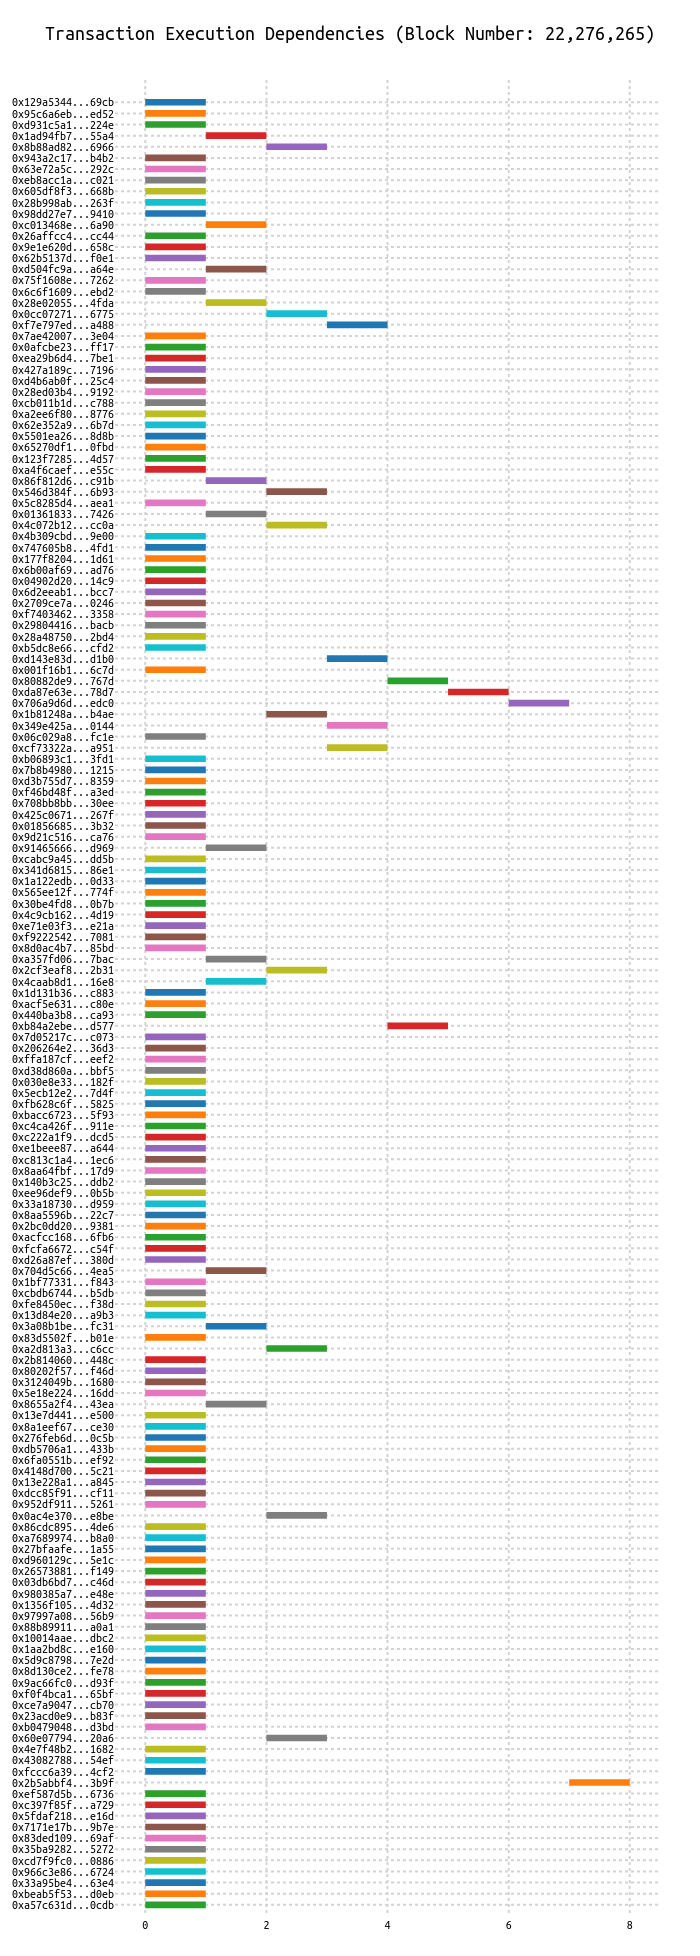 Transaction Execution Dependencies (Block Number: 22,276,265)
0x129a5344...69cb
0x95c6a6eb...ed52
0xd931c5a1...224e
0x1ad94fb7...55a4
0x8b88ad82...6966
0x943a2c17...b4b2
0x63e72a5c...292c
0xeb8acc1a...c021
0x605df8f3...668b
0x28b998ab...263f
0x98dd27e7...9410
0xc013468e...6a90
0x26affcc4...cc44
0x9e1e620d...658c
0x62b5137d...f0e1
0xd504fc9a...a64e
0x75f1608e...7262
0x6c6f1609...ebd2
0x28e02055...4fda
0x0cc07271...6775
0xf7e797ed...a488
0x7ae42007...3e04
0x0afcbe23...ff17
0xea29b6d4...7be1
0x427a189c...7196
0xd4b6ab0f...25c4
0x28ed03b4...9192
0xcb011b1d...c788
0xa2ee6f80...8776
0x62e352a9...6b7d
0x5501ea26...8d8b
0x65270df1...0fbd
0x123f7285...4d57
0xa4f6caef...e55c
0x86f812d6...c91b
0x546d384f...6b93
0x5c8285d4...aea1
0x01361833...7426
0x4c072b12...cc0a
0x4b309cbd...9e00
0x747605b8...4fd1
0x177f8204...1d61
0x6b00af69...ad76
0x04902d20...14c9
0x6d2eeab1...bcc7
0x2709ce7a...0246
0xf7403462...3358
0x29804416...bacb
0x28a48750...2bd4
0xb5dc8e66...cfd2
0xd143e83d...d1b0
0x001f16b1...6c7d
0x80882de9...767d
0xda87e63e...78d7
0x706a9d6d...edc0
0x1b81248a...b4ae
0x349e425a...0144
0x06c029a8...fc1e
0xcf73322a...a951
0xb06893c1...3fd1
0x7b8b4980...1215
0xd3b755d7...8359
0xf46bd48f...a3ed
0x708bb8bb...30ee
0x425c0671...267f
0x01856685...3b32
0x9d21c516...ca76
0x91465666...d969
0xcabc9a45...dd5b
0x341d6815...86e1
0x1a122edb...0d33
0x565ee12f...774f
0x30be4fd8...0b7b
0x4c9cb162...4d19
0xe71e03f3...e21a
0xf9222542...7081
0x8d0ac4b7...85bd
0xa357fd06...7bac
0x2cf3eaf8...2b31
0x4caab8d1...16e8
0x1d131b36...c883
0xacf5e631...c80e
0x440ba3b8...ca93
0xb84a2ebe...d577
0x7d05217c...c073
0x206264e2...36d3
0xffa187cf...eef2
0xd38d860a...bbf5
0x030e8e33...182f
0x5ecb12e2...7d4f
0xfb628c6f...5825
0xbacc6723...5f93
0xc4ca426f...911e
0xc222a1f9...dcd5
0xe1beee87...a644
0xc813c1a4...1ec6
0x8aa64fbf...17d9
0x140b3c25...ddb2
0xee96def9...0b5b
0x33a18730...d959
0x8aa5596b...22c7
0x2bc0dd20...9381
0xacfcc168...6fb6
0xfcfa6672...c54f
0xd26a87ef...380d
0x704d5c66...4ea5
0x1bf77331...f843
0xcbdb6744...b5db
0xfe8450ec...f38d
0x13d84e20...a9b3
0x3a08b1be...fc31
0x83d5502f...b01e
0xa2d813a3...c6cc
0x2b814060...448c
0x80202f57...f46d
0x3124049b...1680
0x5e18e224...16dd
0x8655a2f4...43ea
0x13e7d441...e500
0x8a1eef67...ce30
0x276feb6d...0c5b
0xdb5706a1...433b
0x6fa0551b...ef92
0x4148d700...5c21
0x13e228a1...a845
0xdcc85f91...cf11
0x952df911...5261
0x0ac4e370...e8be
0x86cdc895...4de6
0xa7689974...b8a0
0x27bfaafe...1a55
0xd960129c...5e1c
0x26573881...f149
0x03db6bd7...c46d
0x980385a7...e48e
0x1356f105...4d32
0x97997a08...56b9
0x88b89911...a0a1
0x10014aae...dbc2
0x1aa2bd8c...e160
0x5d9c8798...7e2d
0x8d130ce2...fe78
0x9ac66fc0...d93f
0xf0f4bca1...65bf
0xce7a9047...cb70
0x23acd0e9...b83f
0xb0479048...d3bd
0x60e07794...20a6
0x4e7f48b2...1682
0x43082788...54ef
0xfccc6a39...4cf2
0x2b5abbf4...3b9f
0xef587d5b...6736
0xc397f85f...a729
0x5fdaf218...e16d
0x7171e17b...9b7e
0x83ded109...69af
0x35ba9282...5272
0xcd7f9fc0...0886
0x966c3e86...6724
0x33a95be4...63e4
0xbeab5f53...d0eb
0xa57c631d...0cdb
0 2 4 6 8